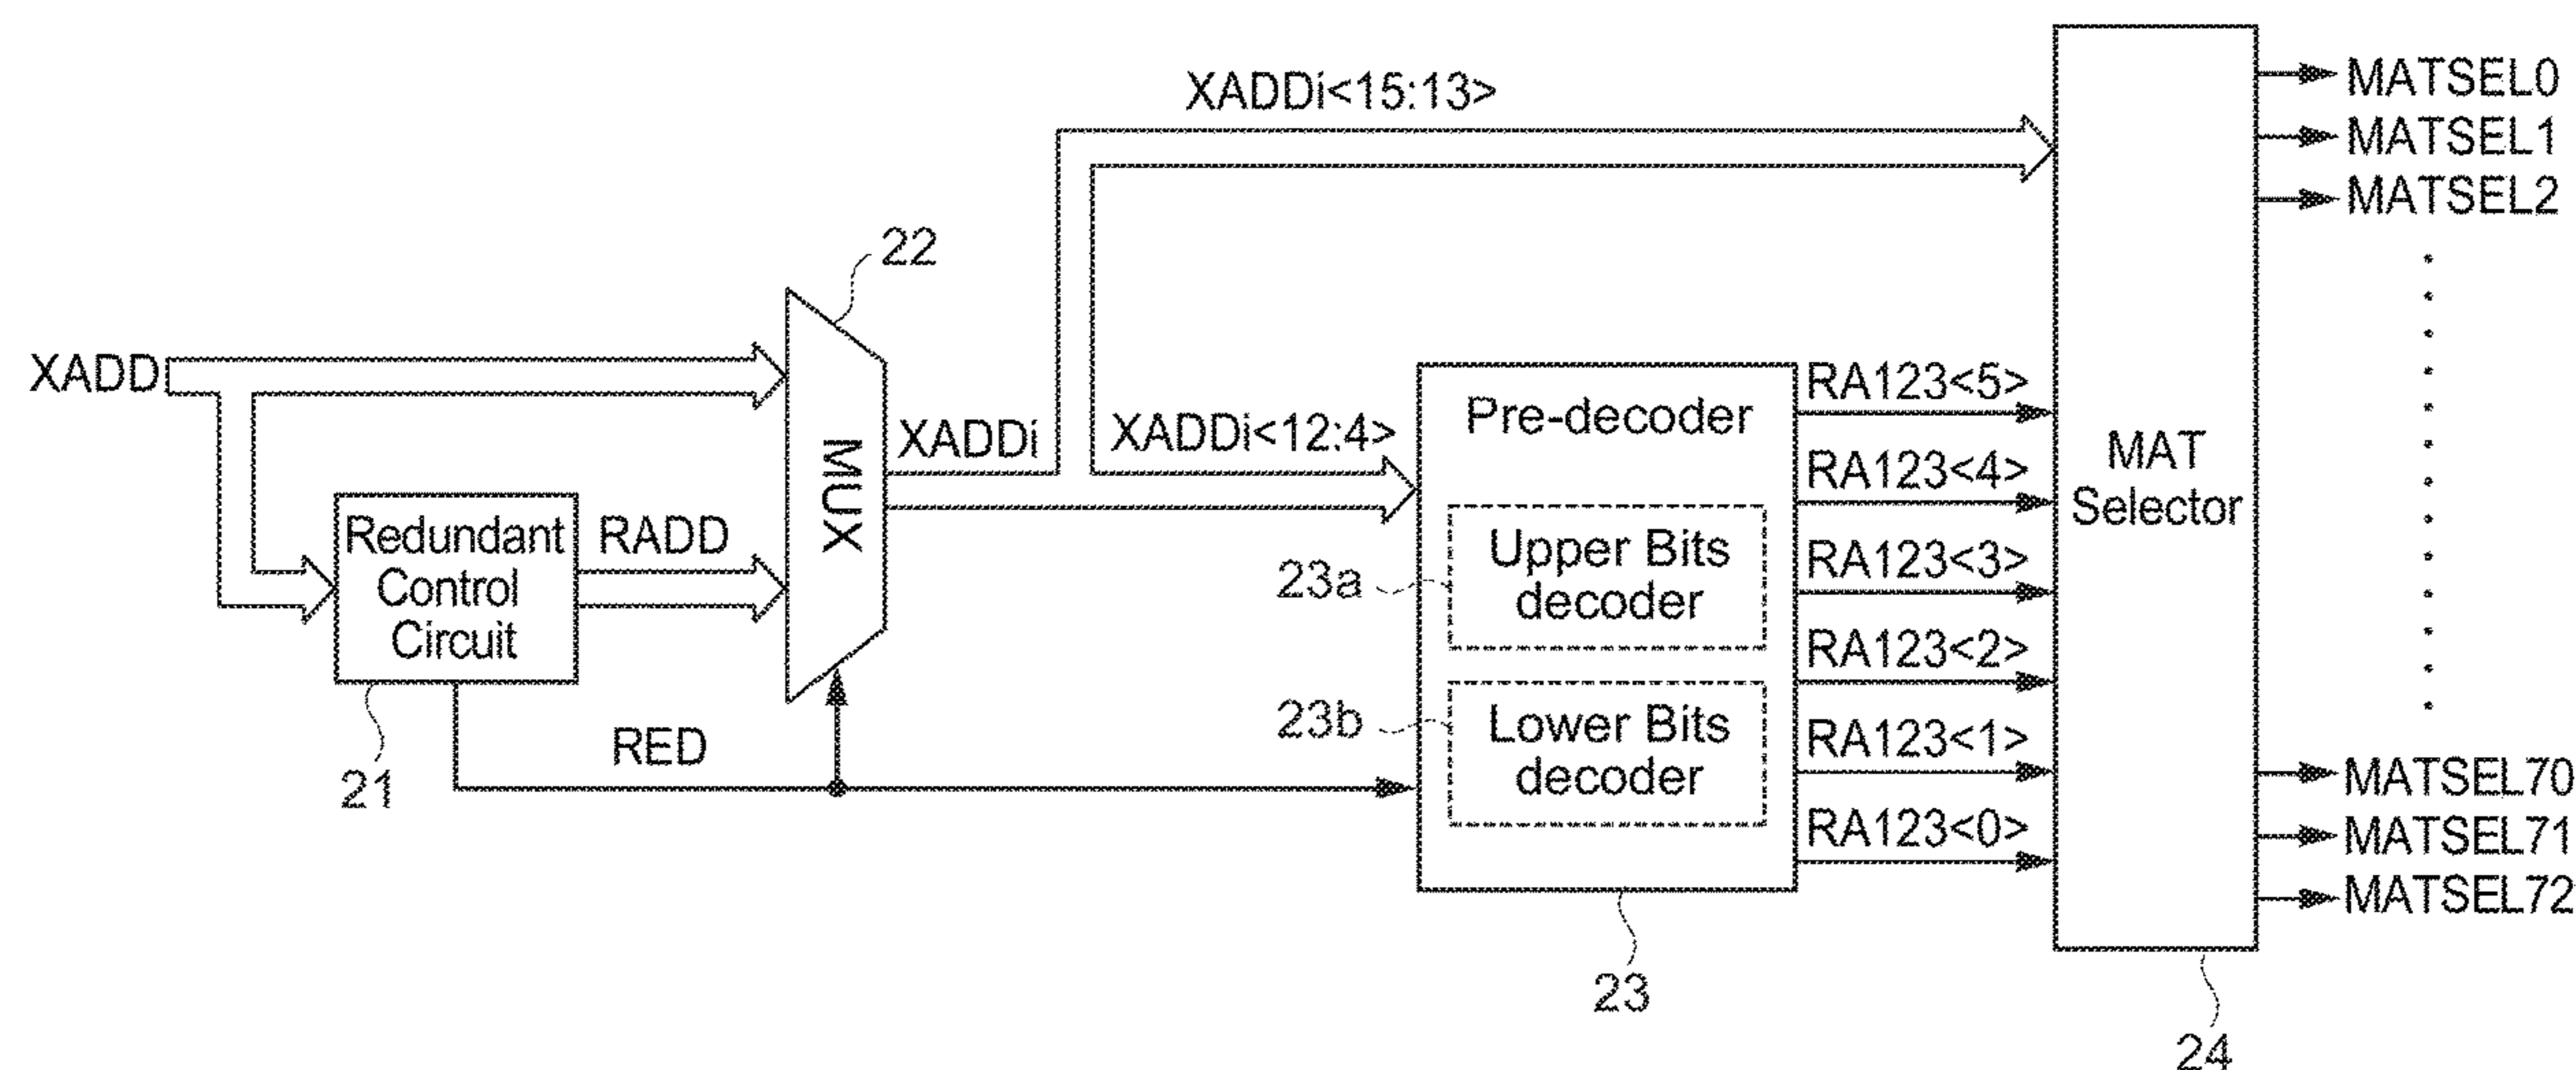 XADDi<15:13>
MATSEL0
MATSEL1
MATSEL2
22
XADD
MUX
XADDi
XADDi<12:4>
Pre-decoder
RA123<5>
RA123<4>
RA123<3>
RA123<2>
RA123<1>
RA123<0>
MAT
Selector
Redundant
Control
Circuit
RADD
23a
Upper Bits
decoder
23b
Lower Bits
decoder
RED
21
MATSEL70
MATSEL71
MATSEL72
23
24